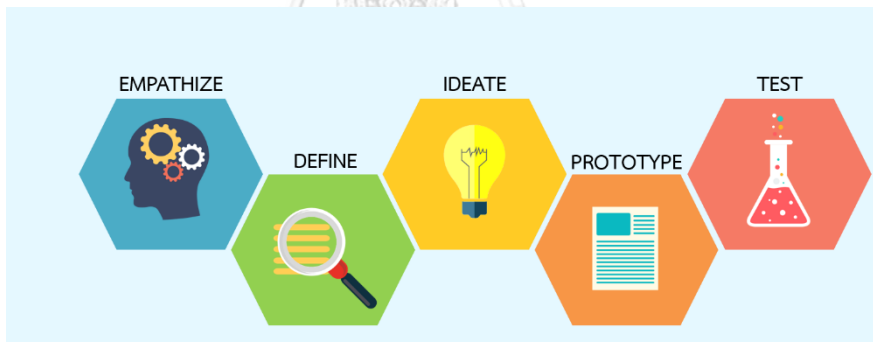 EMPATHIZE
DEFINE
IDEATE
PROTOTYPE
TEST